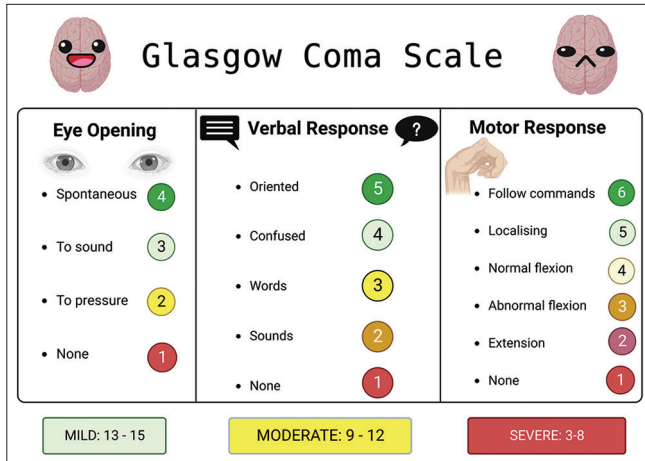 Glasgow Coma Scale
Eye Opening
• Spontaneous 4
• To sound 3
• To pressure 2
• None 1
Verbal Response ?
• Oriented 5
• Confused 4
• Words 3
• Sounds 2
• None 1
Motor Response
• Follow commands 6
• Localising 5
• Normal flexion 4
• Abnormal flexion 3
• Extension 2
• None 1
MILD: 13 - 15
MODERATE: 9 - 12
SEVERE: 3-8